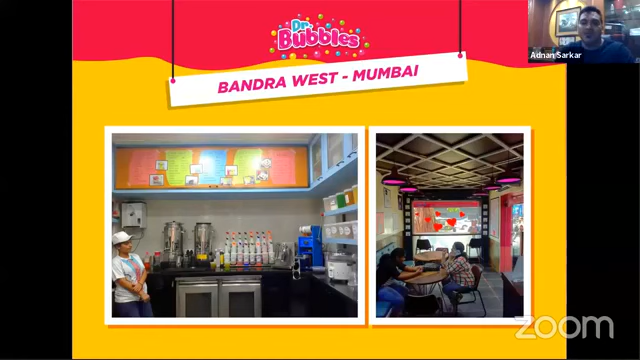 Dr.
Bubbles
BANDRA WEST - MUMBAI
Adnan Sarkar
zoom